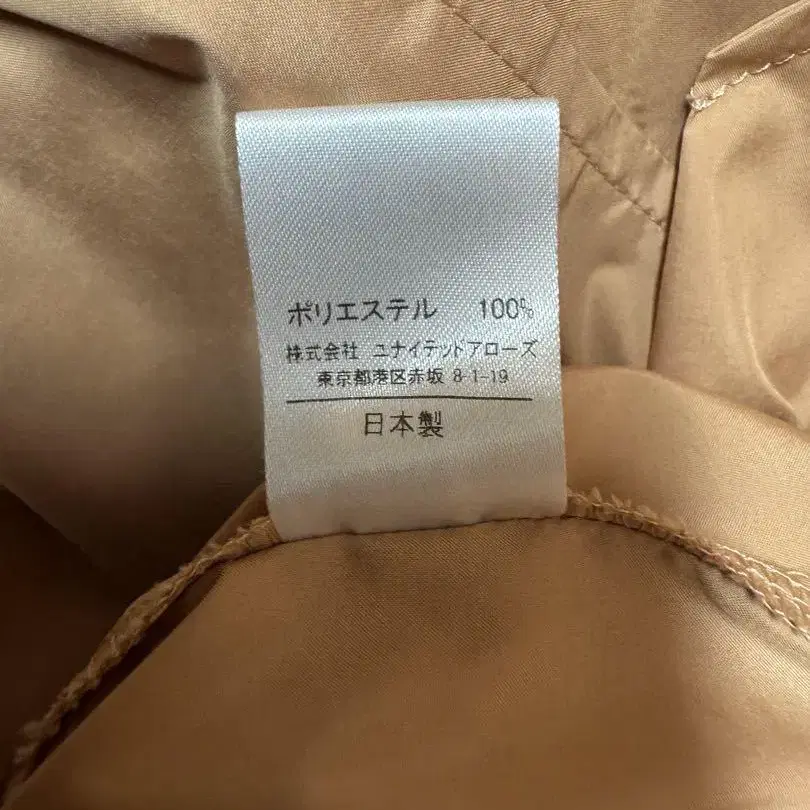 ポリエステル 100%
株式会社 ユナイテッドアローズ
東京都港区赤坂 8-1-19
日本製